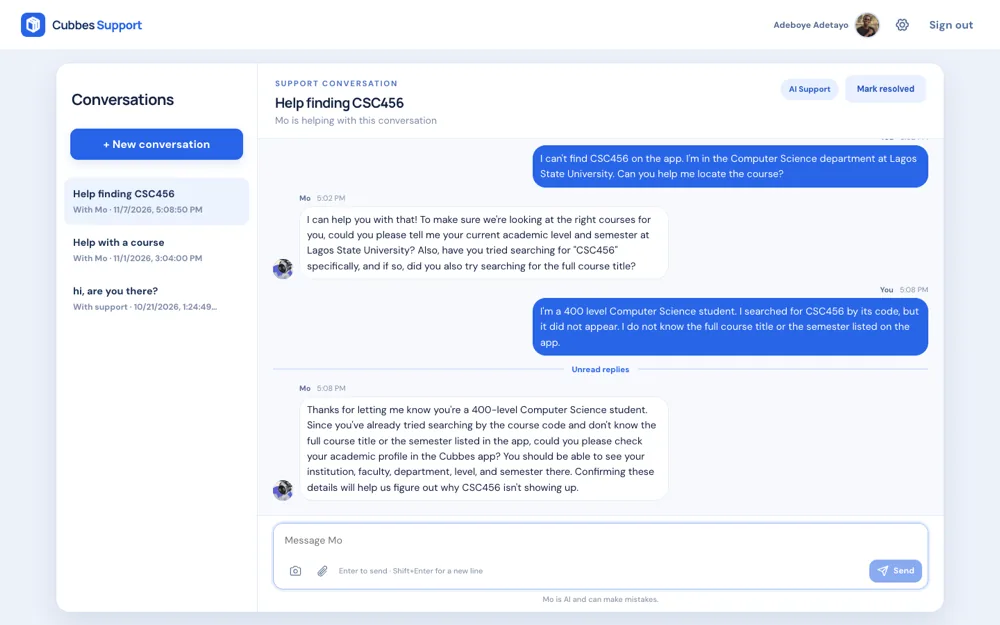 Cubbes Support
Adeboye Adetayo
Sign out
Conversations
+ New conversation
Help finding CSC456
With Mo · 11/7/2026, 5:08:50 PM
Help with a course
With Mo · 11/1/2026, 3:04:00 PM
hi, are you there?
With support · 10/21/2026, 1:24:49...
SUPPORT CONVERSATION
Help finding CSC456
Mo is helping with this conversation
AI Support
Mark resolved
I can't find CSC456 on the app. I'm in the Computer Science department at Lagos
State University. Can you help me locate the course?
Mo 5:02 PM
I can help you with that! To make sure we're looking at the right courses for
you, could you please tell me your current academic level and semester at
Lagos State University? Also, have you tried searching for "CSC456"
specifically, and if so, did you also try searching for the full course title?
You 5:08 PM
I'm a 400 level Computer Science student. I searched for CSC456 by its code, but
it did not appear. I do not know the full course title or the semester listed on the
app.
Unread replies
Mo 5:08 PM
Thanks for letting me know you're a 400-level Computer Science student.
Since you've already tried searching by the course code and don't know the
full course title or the semester listed in the app, could you please check
your academic profile in the Cubbes app? You should be able to see your
institution, faculty, department, level, and semester there. Confirming these
details will help us figure out why CSC456 isn't showing up.
Message Mo
Enter to send · Shift+Enter for a new line
Send
Mo is AI and can make mistakes.